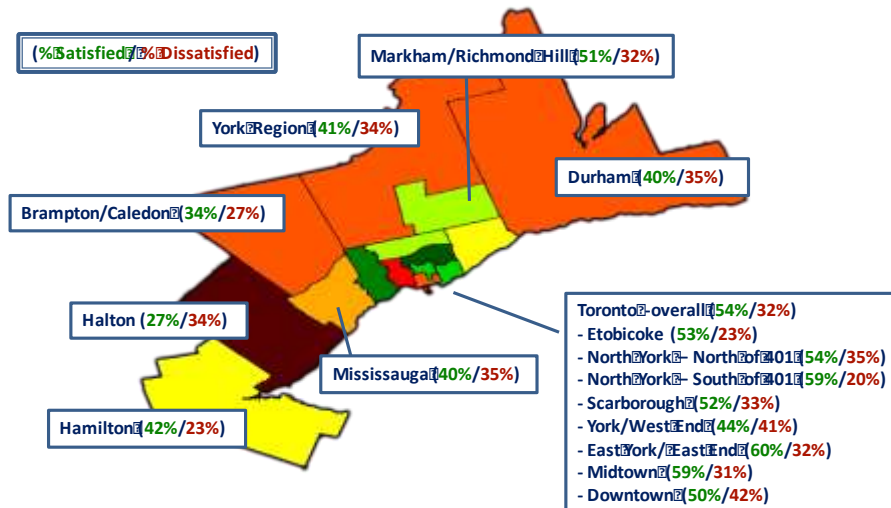 (% Satisfied / % Dissatisfied)
Markham/Richmond Hill (51%/32%)
York Region (41%/34%)
Durham (40%/35%)
Brampton/Caledon (34%/27%)
Halton (27%/34%)
Mississauga (40%/35%)
Hamilton (42%/23%)
Toronto - overall (54%/32%)
- Etobicoke (53%/23%)
- North York – North of 401 (54%/35%)
- North York – South of 401 (59%/20%)
- Scarborough (52%/33%)
- York/West End (44%/41%)
- East York/ East End (60%/32%)
- Midtown (59%/31%)
- Downtown (50%/42%)